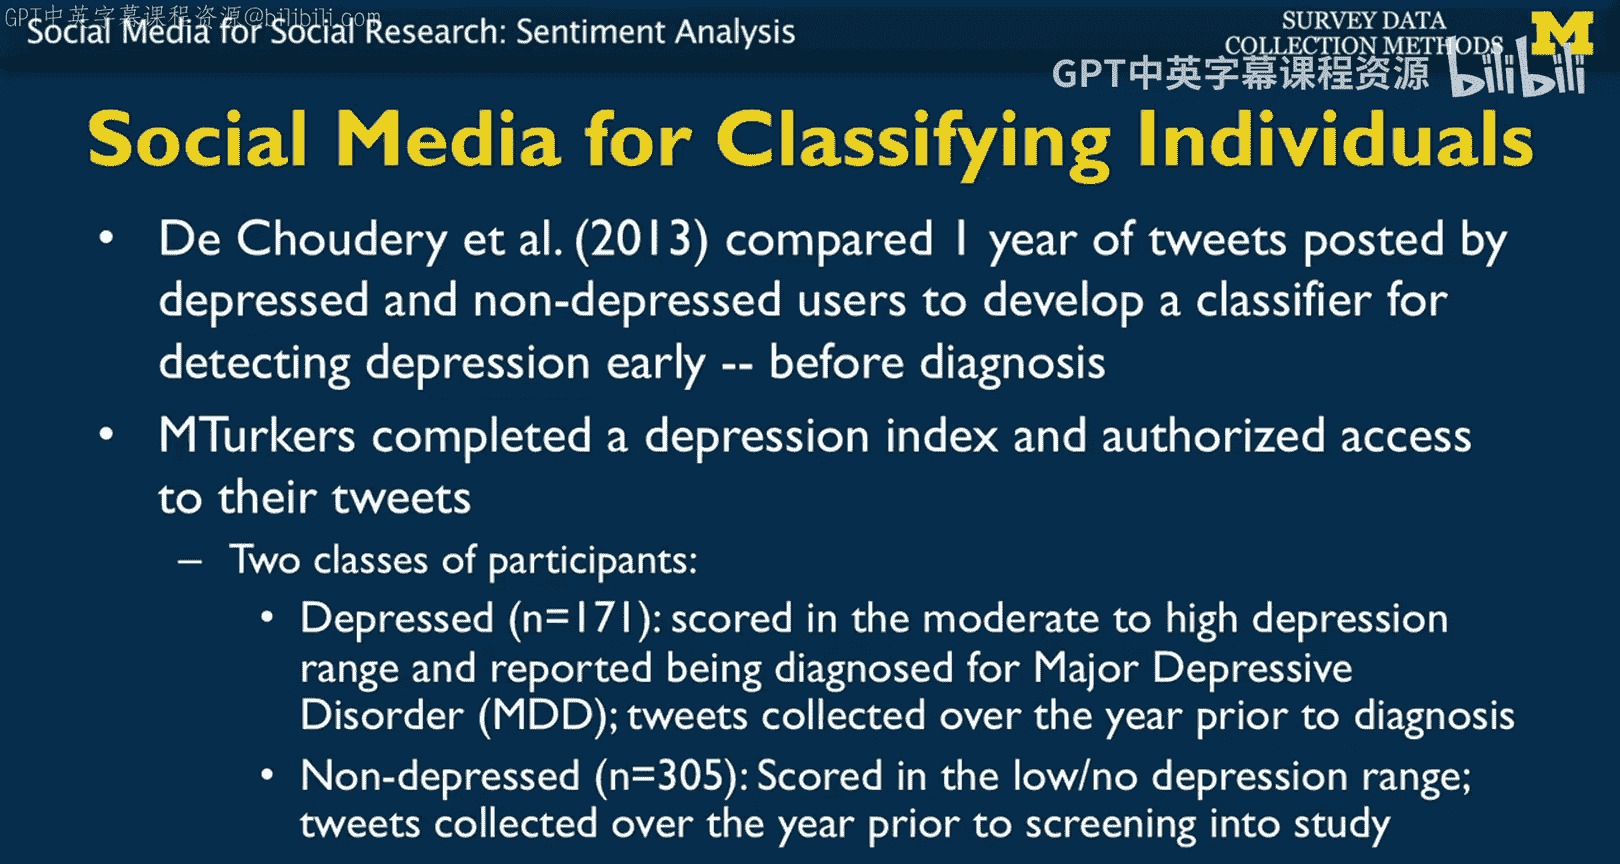 GPT中英字幕课程资源@bilibili.com
Social Media for Social Research: Sentiment Analysis
SURVEY DATA
COLLECTION METHODS
M
GPT中英字幕课程资源 bilibili
Social Media for Classifying Individuals
• De Choudery et al. (2013) compared 1 year of tweets posted by
depressed and non-depressed users to develop a classifier for
detecting depression early -- before diagnosis
• MTurkers completed a depression index and authorized access
to their tweets
– Two classes of participants:
• Depressed (n=171): scored in the moderate to high depression
range and reported being diagnosed for Major Depressive
Disorder (MDD); tweets collected over the year prior to diagnosis
• Non-depressed (n=305): Scored in the low/no depression range;
tweets collected over the year prior to screening into study